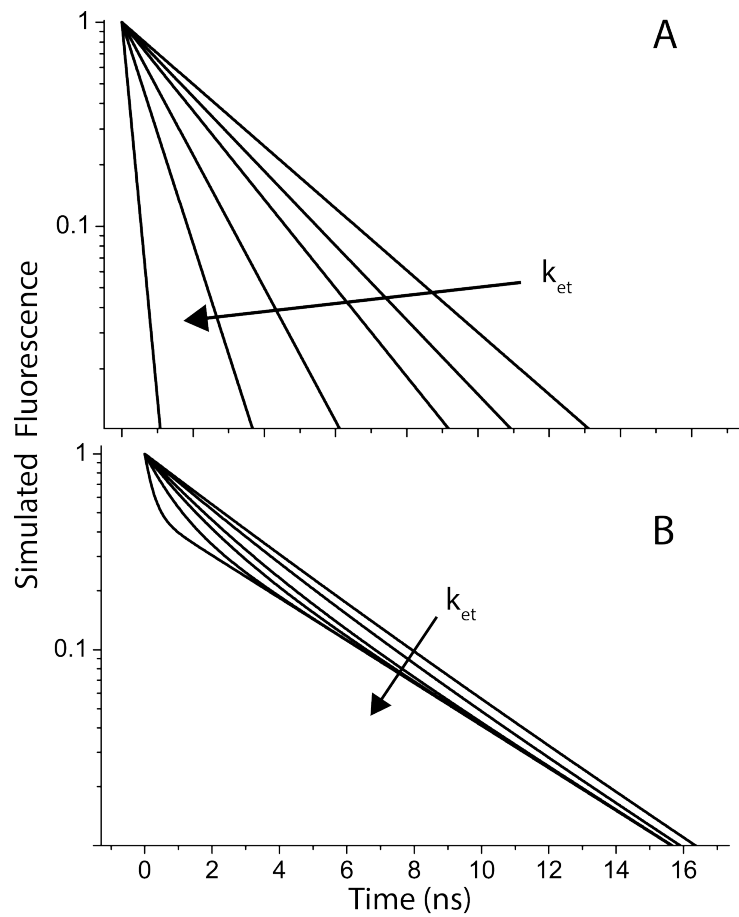 A
1
0.1
k_et
Simulated Fluorescence
B
1
0.1
k_et
0 2 4 6 8 10 12 14 16
Time (ns)